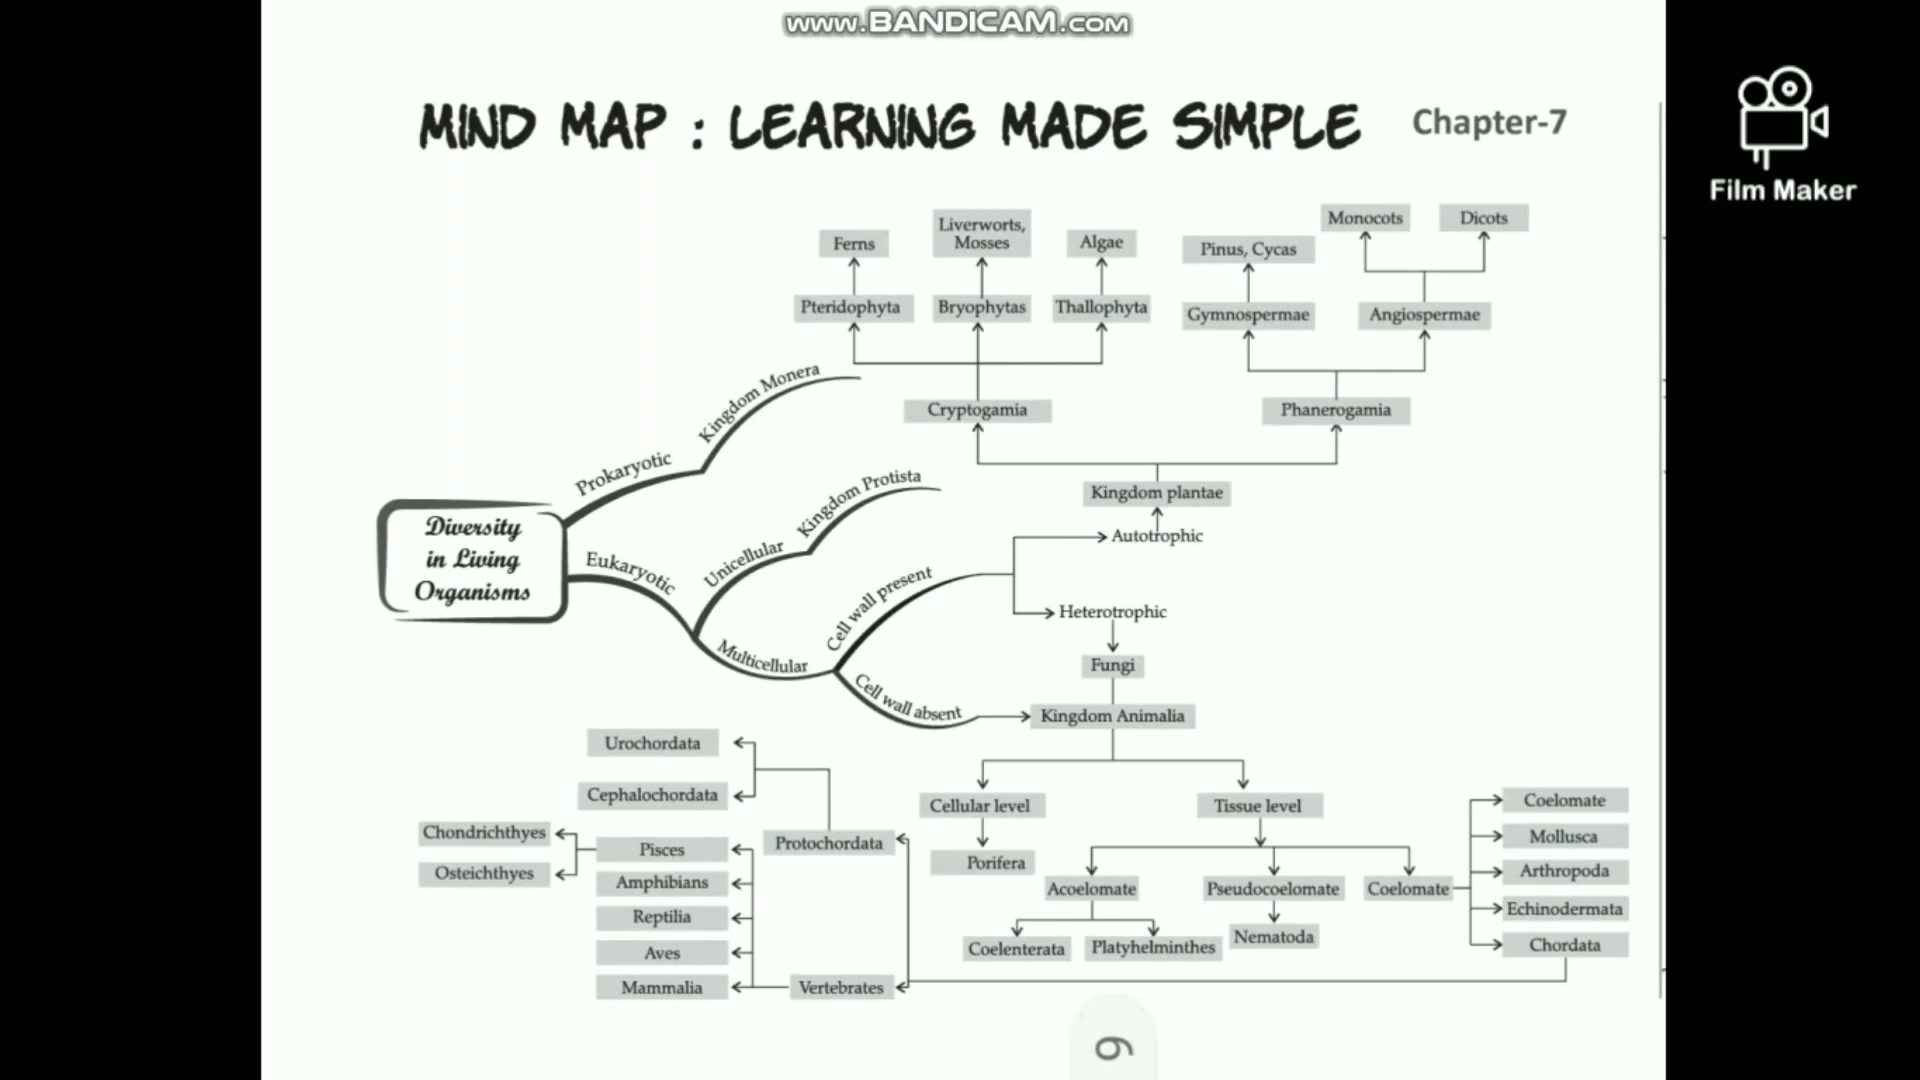 www.BANDICAM.com
MIND MAP : LEARNING MADE SIMPLE
Chapter-7
Film Maker
Monocots
Dicots
Liverworts,
Mosses
Ferns
Algae
Pinus, Cycas
Pteridophyta
Bryophytas
Thallophyta
Gymnospermae
Angiospermae
Kingdom Monera
Cryptogamia
Phanerogamia
Prokaryotic
Kingdom Protista
Kingdom plantae
Diversity
in Living
Organisms
Eukaryotic
Unicellular
Autotrophic
Cell wall present
Heterotrophic
Multicellular
Fungi
Cell wall absent
Kingdom Animalia
Urochordata
Cephalochordata
Cellular level
Tissue level
Coelomate
Chondrichthyes
Pisces
Protochordata
Mollusca
Porifera
Osteichthyes
Amphibians
Arthropoda
Acoelomate
Pseudocoelomate
Coelomate
Reptilia
Echinodermata
Coelenterata
Platyhelminthes
Nematoda
Chordata
Aves
Mammalia
Vertebrates
9